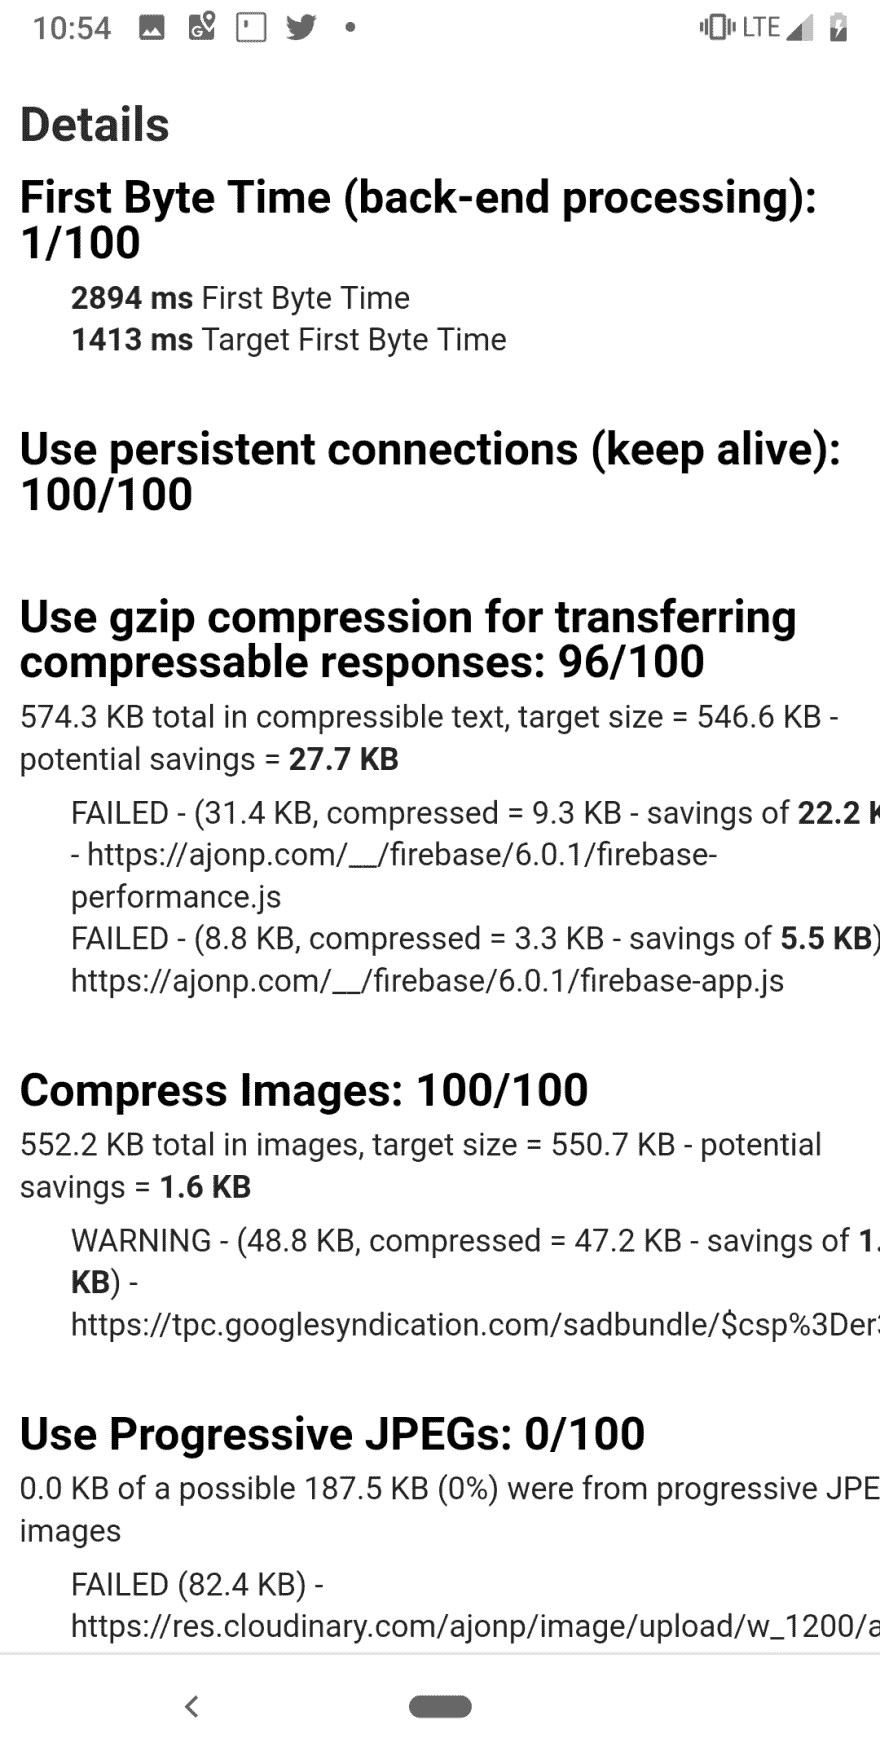 10:54
LTE
Details
First Byte Time (back-end processing):
1/100
2894 ms First Byte Time
1413 ms Target First Byte Time
Use persistent connections (keep alive):
100/100
Use gzip compression for transferring
compressable responses: 96/100
574.3 KB total in compressible text, target size = 546.6 KB -
potential savings = 27.7 KB
FAILED - (31.4 KB, compressed = 9.3 KB - savings of 22.2 K
- https://ajonp.com/__/firebase/6.0.1/firebase-
performance.js
FAILED - (8.8 KB, compressed = 3.3 KB - savings of 5.5 KB)
https://ajonp.com/__/firebase/6.0.1/firebase-app.js
Compress Images: 100/100
552.2 KB total in images, target size = 550.7 KB - potential
savings = 1.6 KB
WARNING - (48.8 KB, compressed = 47.2 KB - savings of 1.
KB) -
https://tpc.googlesyndication.com/sadbundle/$csp%3Der
Use Progressive JPEGs: 0/100
0.0 KB of a possible 187.5 KB (0%) were from progressive JPE
images
FAILED (82.4 KB) -
https://res.cloudinary.com/ajonp/image/upload/w_1200/a